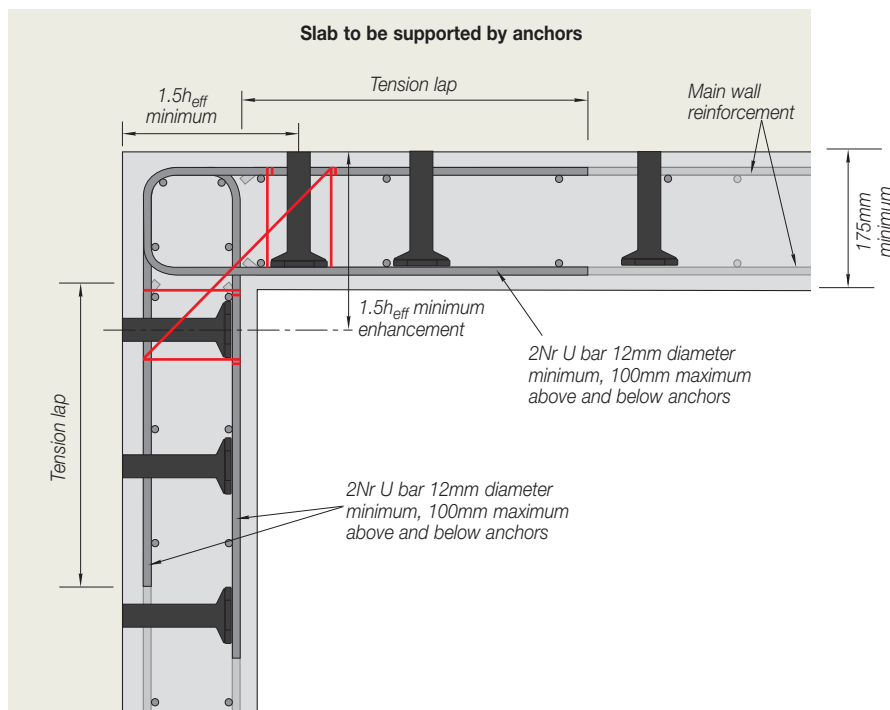 Slab to be supported by anchors
Tension lap
1.5heff
minimum
Main wall
reinforcement
175mm
minimum
1.5heff minimum
enhancement
2Nr U bar 12mm diameter
minimum, 100mm maximum
above and below anchors
Tension lap
2Nr U bar 12mm diameter
minimum, 100mm maximum
above and below anchors